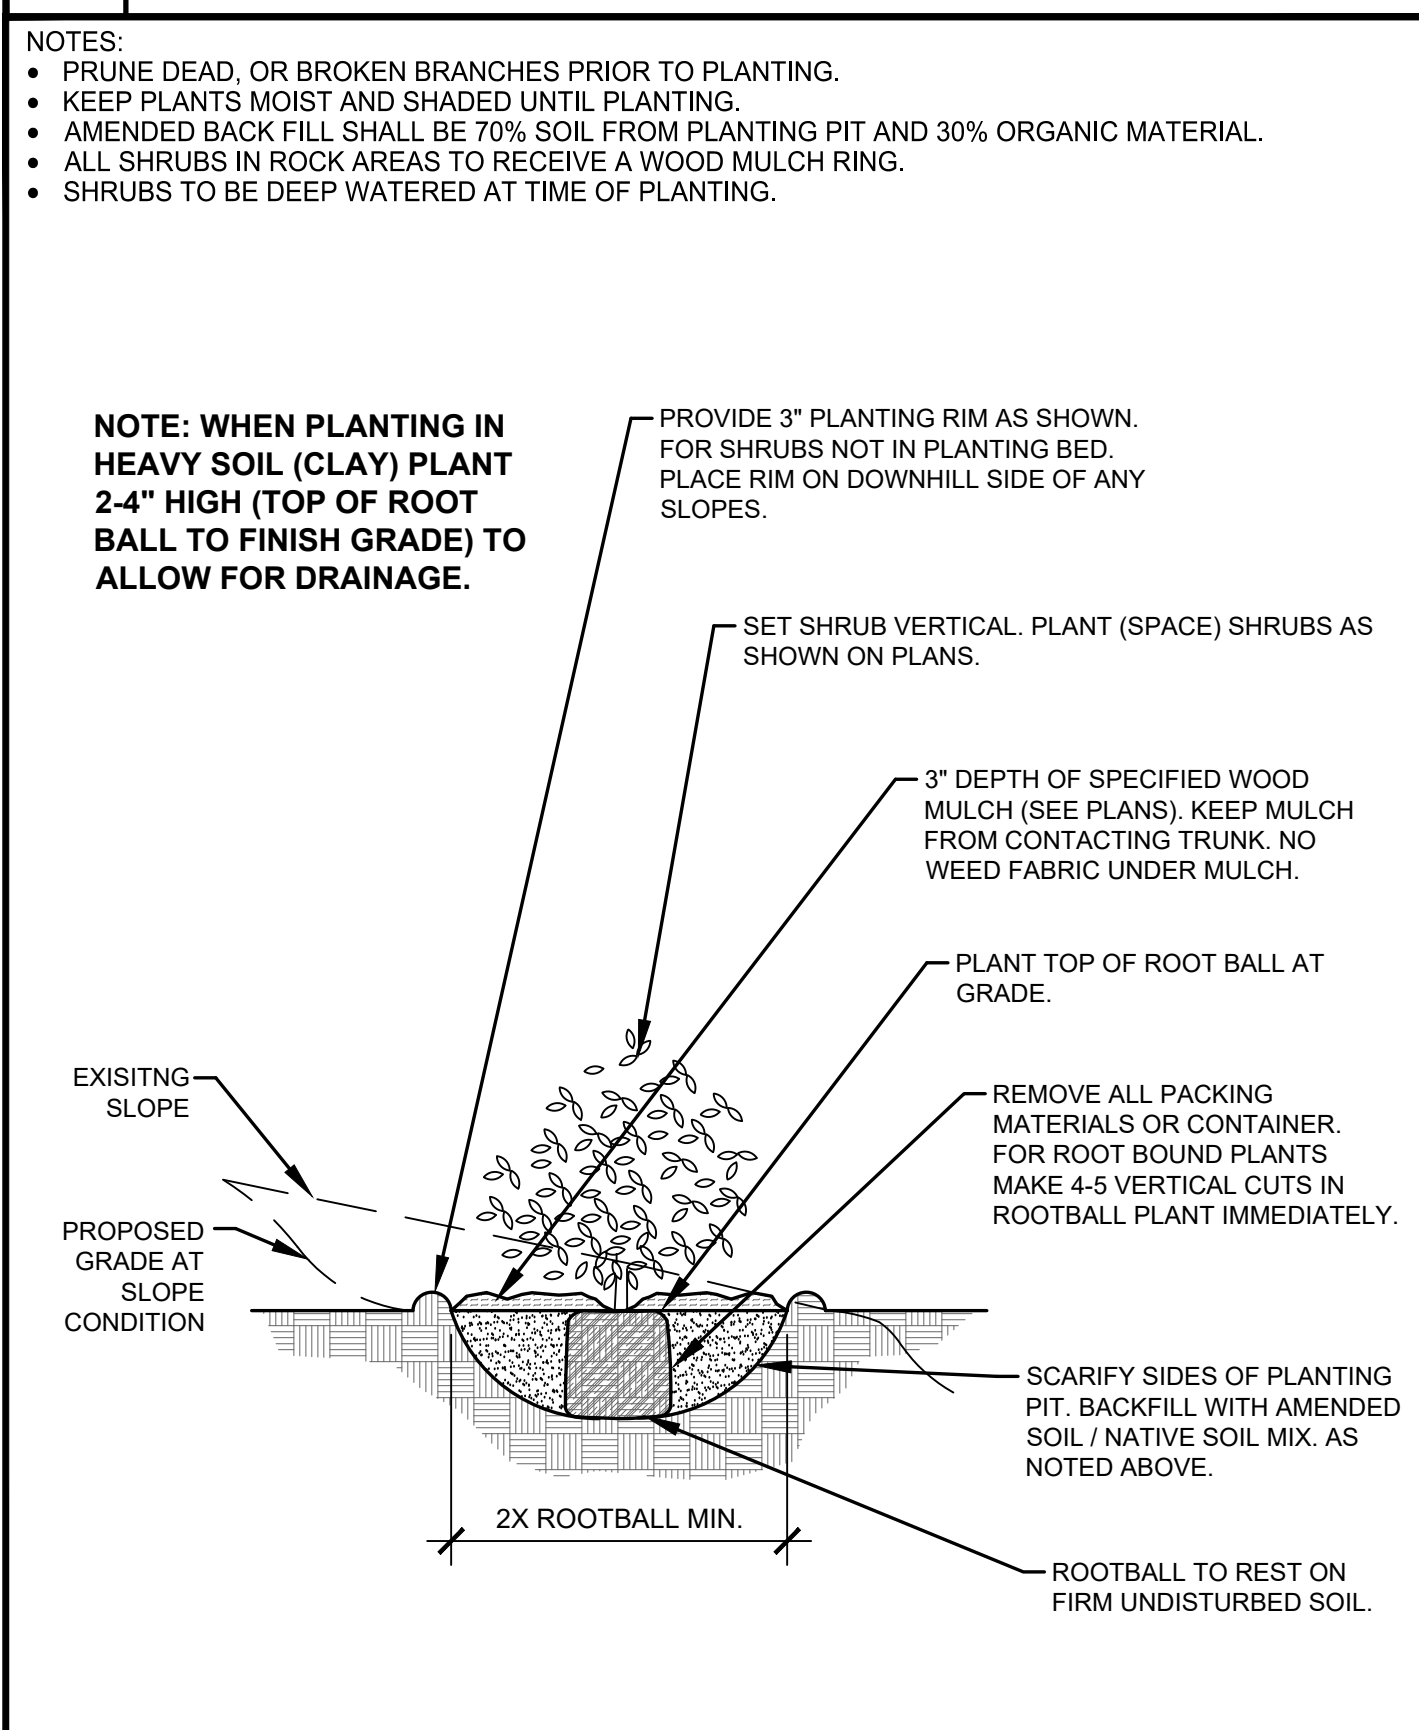 NOTES:
• PRUNE DEAD, OR BROKEN BRANCHES PRIOR TO PLANTING.
• KEEP PLANTS MOIST AND SHADED UNTIL PLANTING.
• AMENDED BACK FILL SHALL BE 70% SOIL FROM PLANTING PIT AND 30% ORGANIC MATERIAL.
• ALL SHRUBS IN ROCK AREAS TO RECEIVE A WOOD MULCH RING.
• SHRUBS TO BE DEEP WATERED AT TIME OF PLANTING.
NOTE: WHEN PLANTING IN
HEAVY SOIL (CLAY) PLANT
2-4" HIGH (TOP OF ROOT
BALL TO FINISH GRADE) TO
ALLOW FOR DRAINAGE.
PROVIDE 3" PLANTING RIM AS SHOWN.
FOR SHRUBS NOT IN PLANTING BED.
PLACE RIM ON DOWNHILL SIDE OF ANY
SLOPES.
SET SHRUB VERTICAL. PLANT (SPACE) SHRUBS AS
SHOWN ON PLANS.
3" DEPTH OF SPECIFIED WOOD
MULCH (SEE PLANS). KEEP MULCH
FROM CONTACTING TRUNK. NO
WEED FABRIC UNDER MULCH.
PLANT TOP OF ROOT BALL AT
GRADE.
EXISITNG
SLOPE
REMOVE ALL PACKING
MATERIALS OR CONTAINER.
FOR ROOT BOUND PLANTS
MAKE 4-5 VERTICAL CUTS IN
ROOTBALL PLANT IMMEDIATELY.
PROPOSED
GRADE AT
SLOPE
CONDITION
SCARIFY SIDES OF PLANTING
PIT. BACKFILL WITH AMENDED
SOIL / NATIVE SOIL MIX. AS
NOTED ABOVE.
2X ROOTBALL MIN.
ROOTBALL TO REST ON
FIRM UNDISTURBED SOIL.